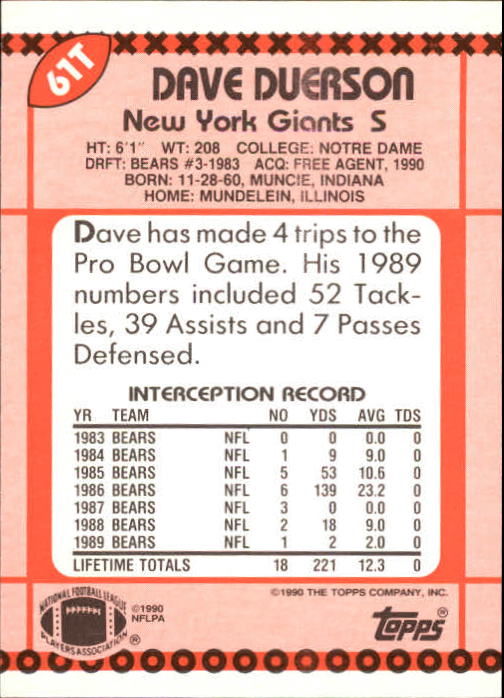 61T
DAVE DUERSON
New York Giants S
HT: 6'1" WT: 208 COLLEGE: NOTRE DAME
DRFT: BEARS #3-1983 ACQ: FREE AGENT, 1990
BORN: 11-28-60, MUNCIE, INDIANA
HOME: MUNDELEIN, ILLINOIS
Dave has made 4 trips to the
Pro Bowl Game. His 1989
numbers included 52 Tack-
les, 39 Assists and 7 Passes
Defensed.
INTERCEPTION RECORD
YR TEAM NO YDS AVG TDS
1983 BEARS NFL 0 0 0.0 0
1984 BEARS NFL 1 9 9.0 0
1985 BEARS NFL 5 53 10.6 0
1986 BEARS NFL 6 139 23.2 0
1987 BEARS NFL 3 0 0.0 0
1988 BEARS NFL 2 18 9.0 0
1989 BEARS NFL 1 2 2.0 0
LIFETIME TOTALS 18 221 12.3 0
©1990 THE TOPPS COMPANY, INC.
NATIONAL FOOTBALL LEAGUE
PLAYERS ASSOCIATION ®
©1990
NFLPA
TOPPS®